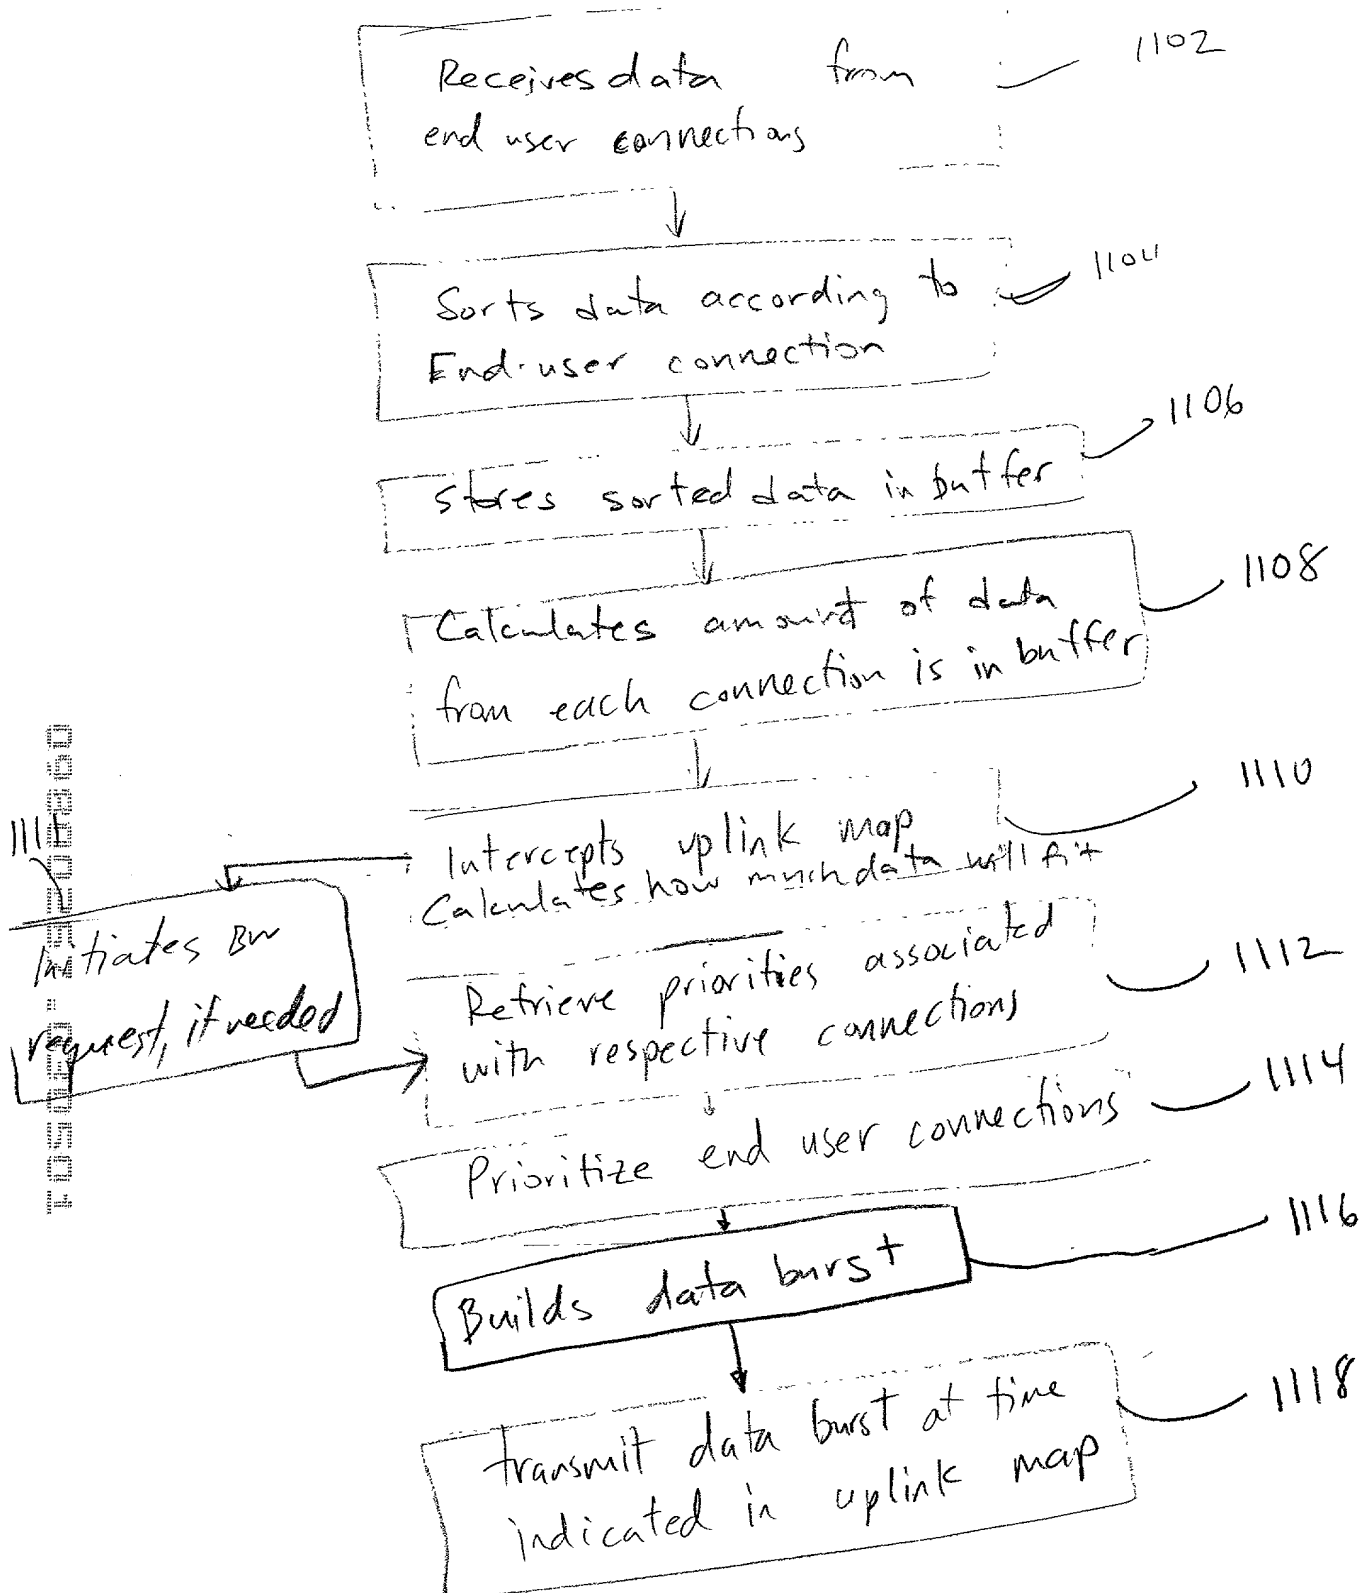 Receives data from
1102
end user connections
Sorts data according to
1104
End-user connection
1106
stores sorted data in buffer
1108
Calculates amount of data
from each connection is in buffer
1110
Intercepts uplink map
Calculates how much data will fit
Initiates BW
request, if needed
1112
Retrieve priorities associated
with respective connections
1114
Prioritize end user connections
1116
Builds data burst
1118
transmit data burst at time
indicated in uplink map